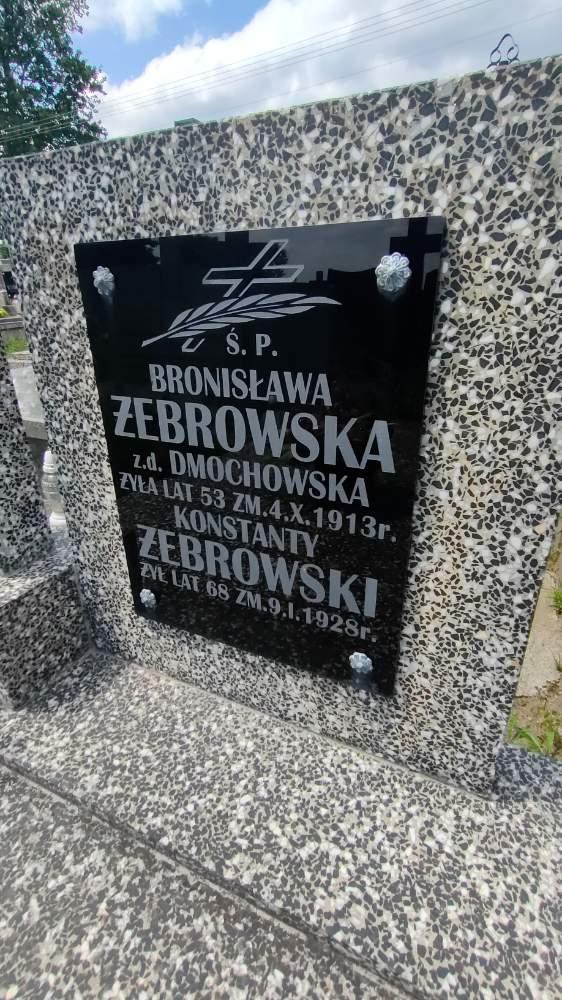 Ś. P.
BRONISŁAWA
ŻEBROWSKA
z.d. DMOCHOWSKA
ŻYŁA LAT 53 ZM.4.X.1913r.
KONSTANTY
ŻEBROWSKI
ŻYŁ LAT 68 ZM.9.I.1928r.